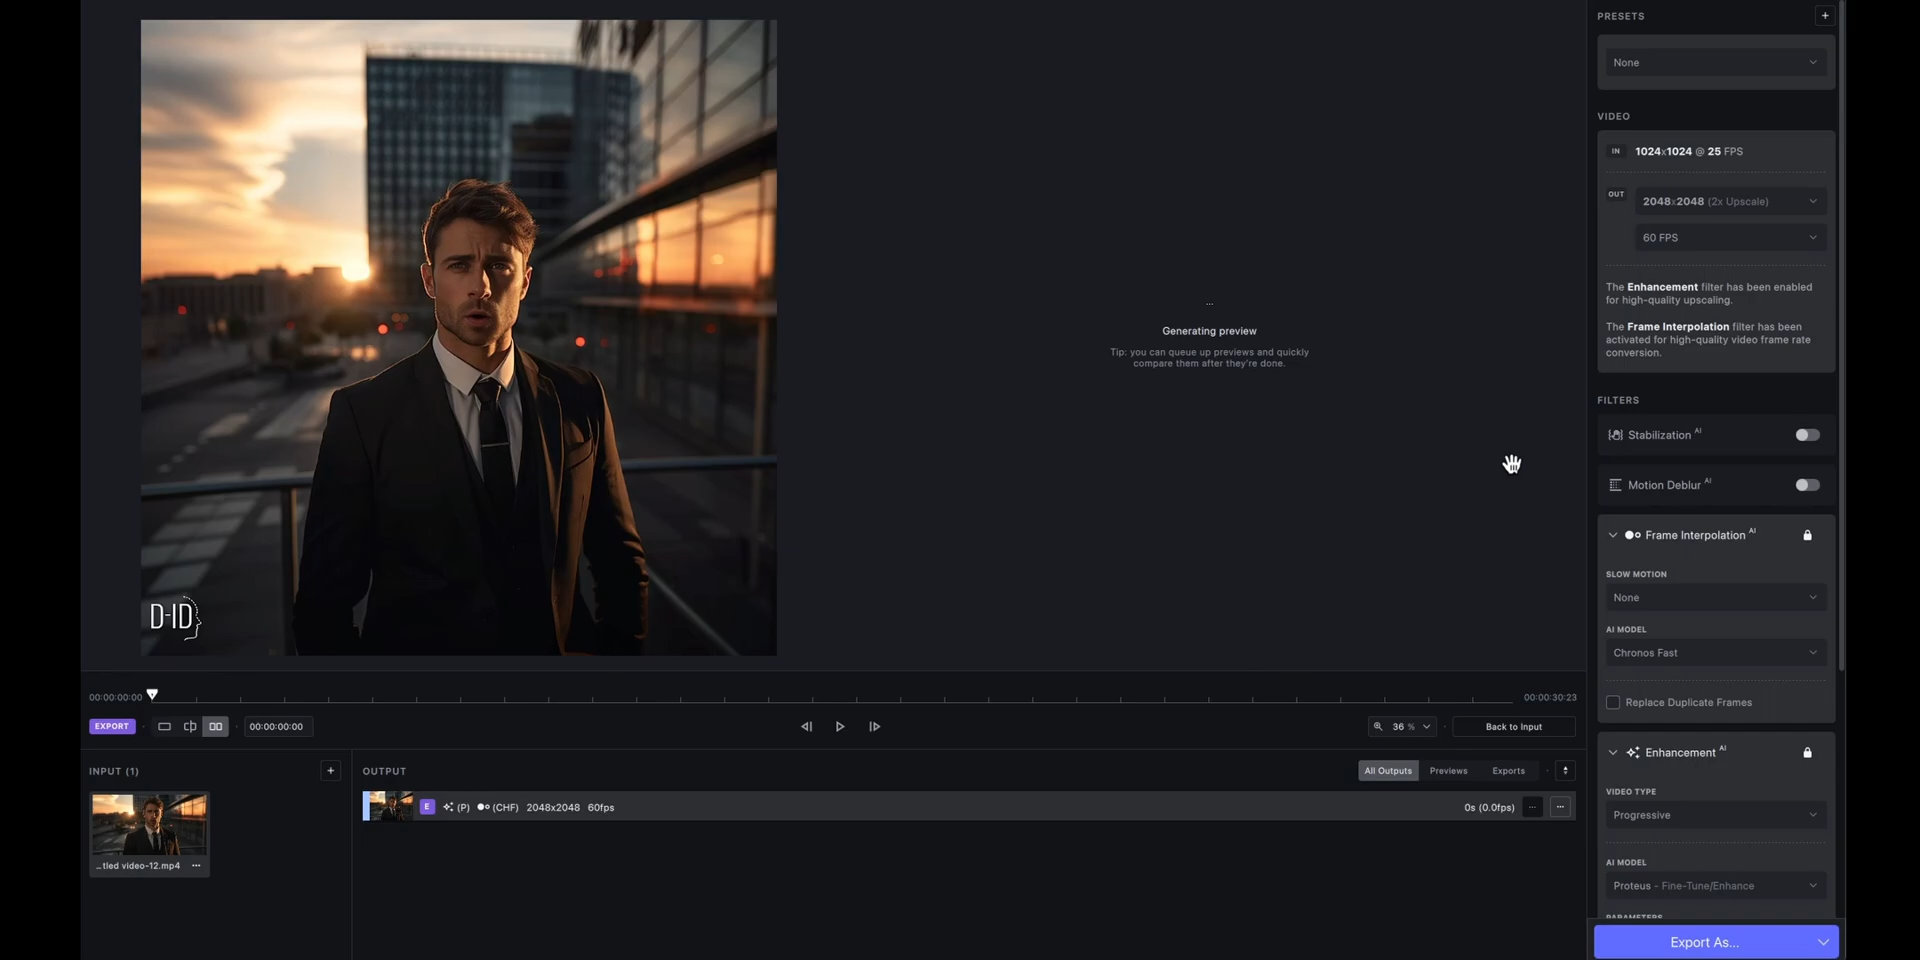 PRESETS
+
None
VIDEO
IN 1024x1024 @ 25 FPS
OUT 2048x2048 (2x Upscale)
60 FPS
The Enhancement filter has been enabled
for high-quality upscaling.
The Frame Interpolation filter has been
activated for high-quality video frame rate
conversion.
FILTERS
Stabilization AI
Motion Deblur AI
Frame Interpolation AI
SLOW MOTION
None
AI MODEL
Chronos Fast
Replace Duplicate Frames
Enhancement AI
VIDEO TYPE
Progressive
AI MODEL
Proteus - Fine-Tune/Enhance
PARAMETERS
Export As...
...
Generating preview
Tip: you can queue up previews and quickly
compare them after they're done.
D-ID
00:00:00:00
00:00:30:23
EXPORT
00:00:00:00
36 %
Back to Input
INPUT (1)
+
...tled video-12.mp4
OUTPUT
All Outputs Previews Exports
E (P) (CHF) 2048x2048 60fps
0s (0.0fps)